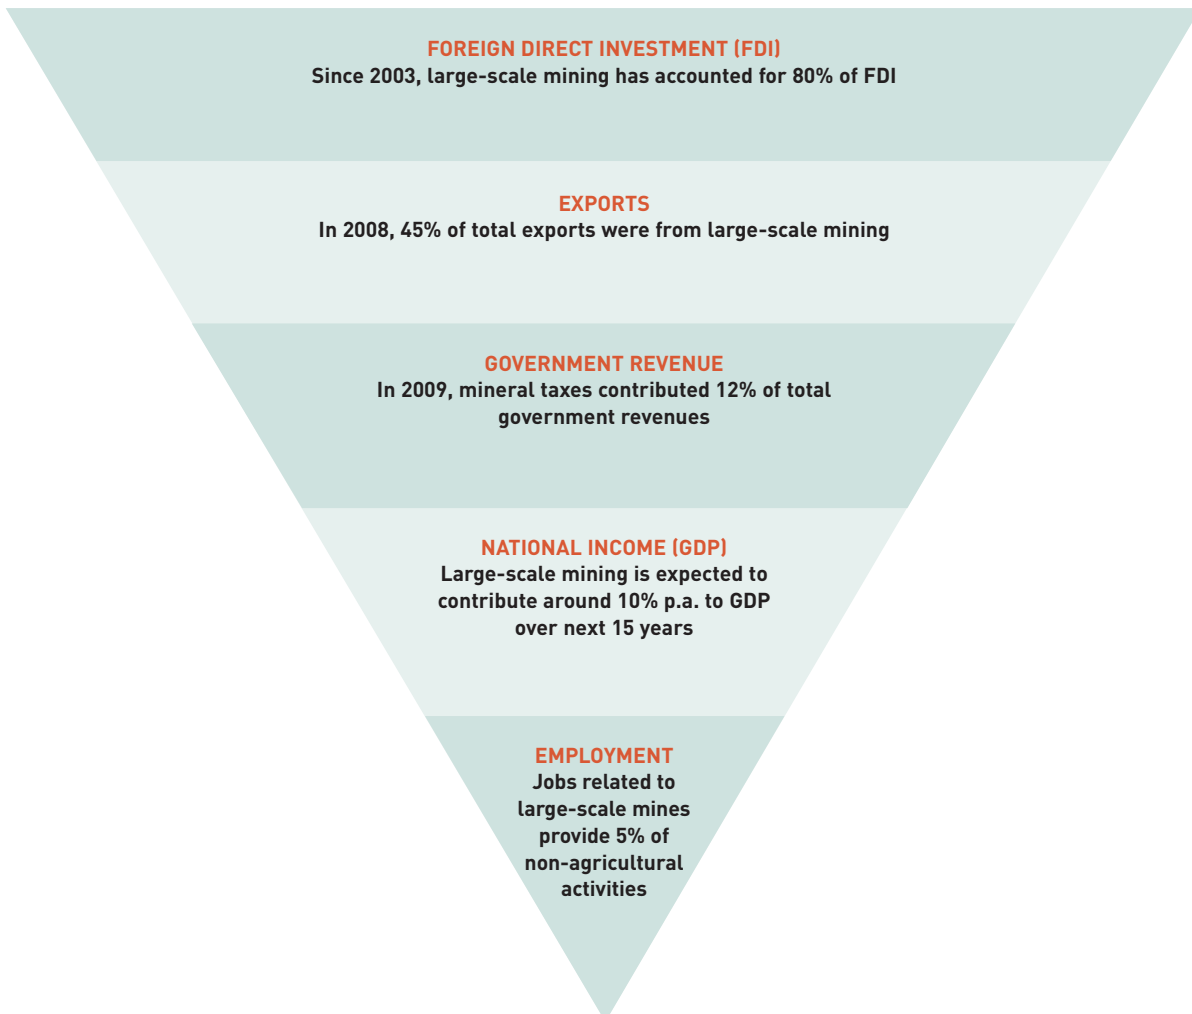 FOREIGN DIRECT INVESTMENT (FDI)
Since 2003, large-scale mining has accounted for 80% of FDI
EXPORTS
In 2008, 45% of total exports were from large-scale mining
GOVERNMENT REVENUE
In 2009, mineral taxes contributed 12% of total
government revenues
NATIONAL INCOME (GDP)
Large-scale mining is expected to
contribute around 10% p.a. to GDP
over next 15 years
EMPLOYMENT
Jobs related to
large-scale mines
provide 5% of
non-agricultural
activities